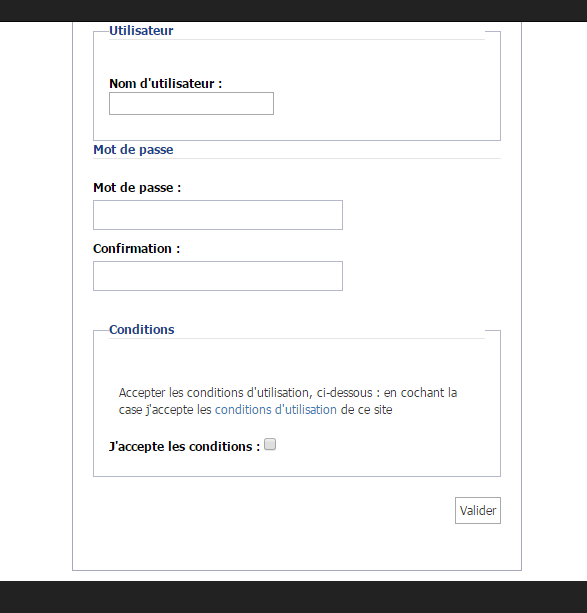 Utilisateur
Nom d'utilisateur :
Mot de passe
Mot de passe :
Confirmation :
Conditions
Accepter les conditions d'utilisation, ci-dessous : en cochant la
case j'accepte les conditions d'utilisation de ce site
J'accepte les conditions :
Valider